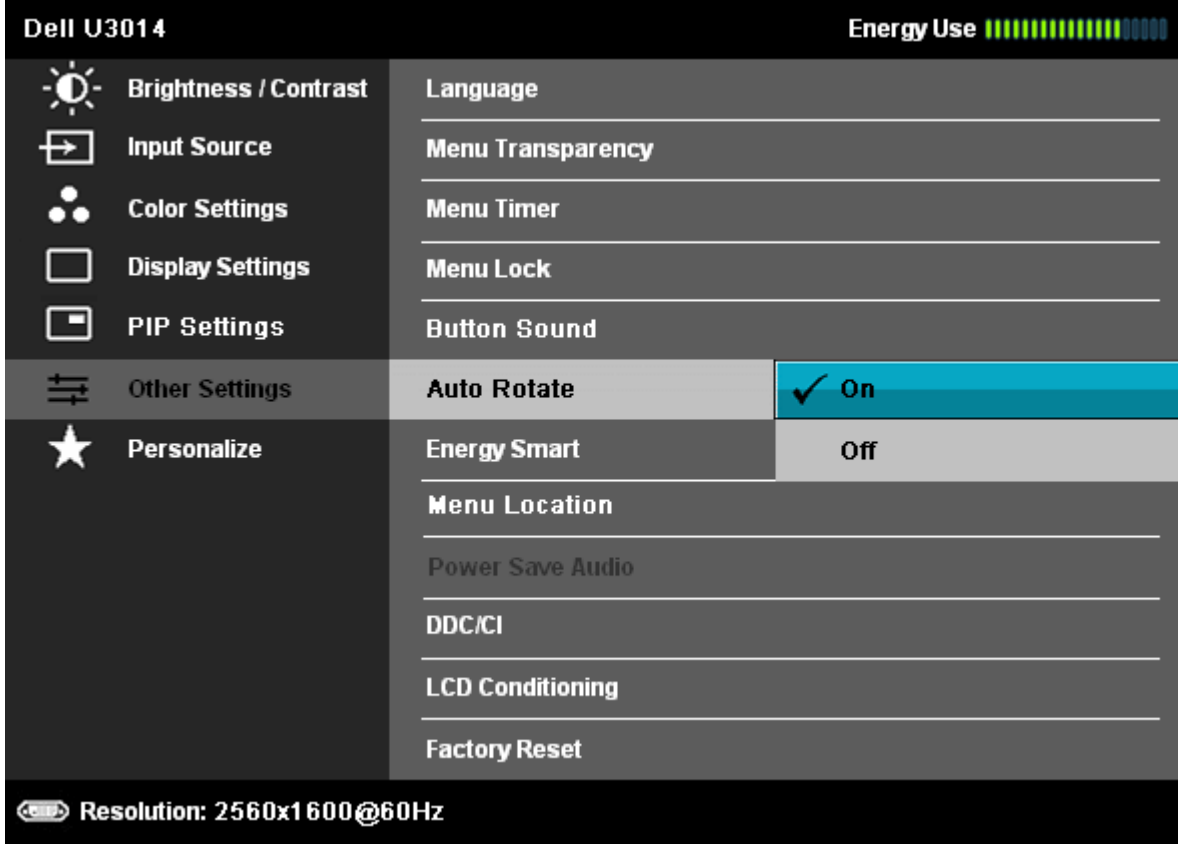 Dell U3014
Energy Use
Brightness / Contrast
Input Source
Color Settings
Display Settings
PIP Settings
Other Settings
Personalize
Language
Menu Transparency
Menu Timer
Menu Lock
Button Sound
Auto Rotate
On
Off
Energy Smart
Menu Location
Power Save Audio
DDC/CI
LCD Conditioning
Factory Reset
Resolution: 2560x1600@60Hz